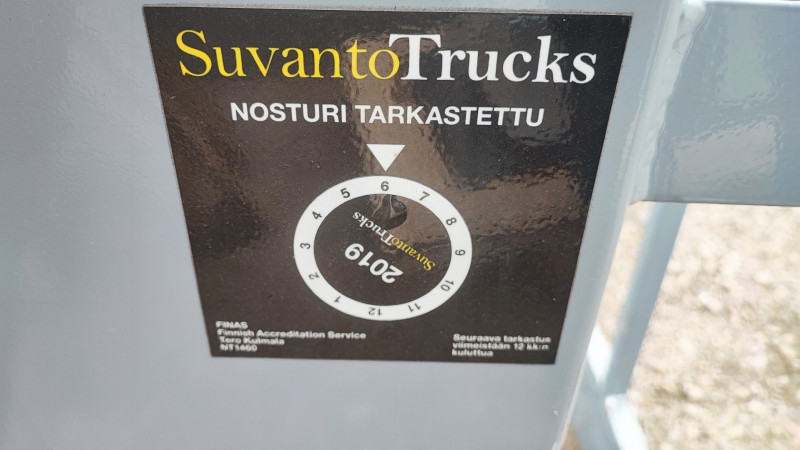 SuvantoTrucks
NOSTURI TARKASTETTU
6
7
8
9
10
11
12
1
2
3
4
5
SuvantoTrucks
2019
FINAS
Finnish Accreditation Service
Tero Kulmala
Seuraava tarkastus
viimeistään 12 kk:n
kuluttua